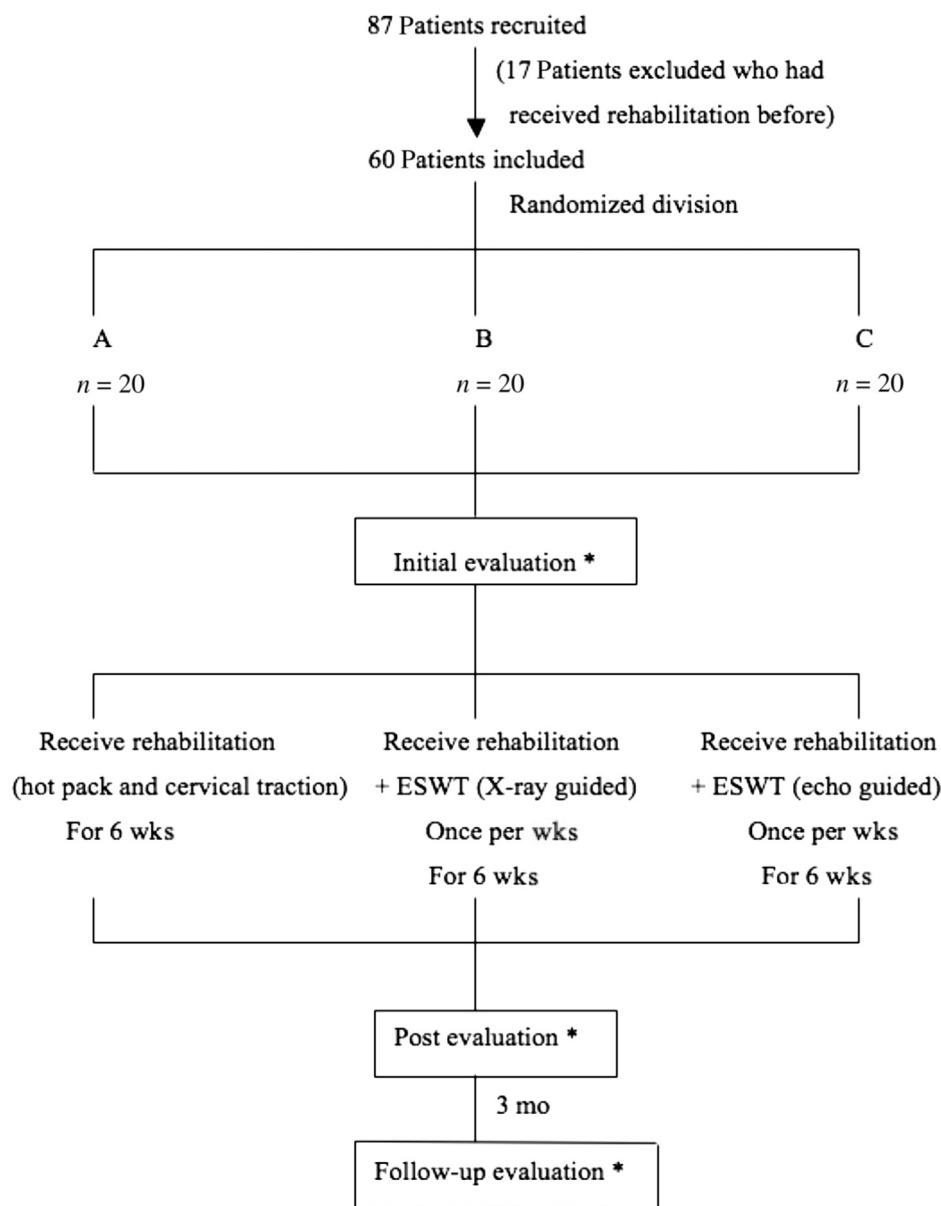 87 Patients recruited
(17 Patients excluded who had
received rehabilitation before)
60 Patients included
Randomized division
A
n = 20
B
n = 20
C
n = 20
Initial evaluation *
Receive rehabilitation
(hot pack and cervical traction)
For 6 wks
Receive rehabilitation
+ ESWT (X-ray guided)
Once per wks
For 6 wks
Receive rehabilitation
+ ESWT (echo guided)
Once per wks
For 6 wks
Post evaluation *
3 mo
Follow-up evaluation *